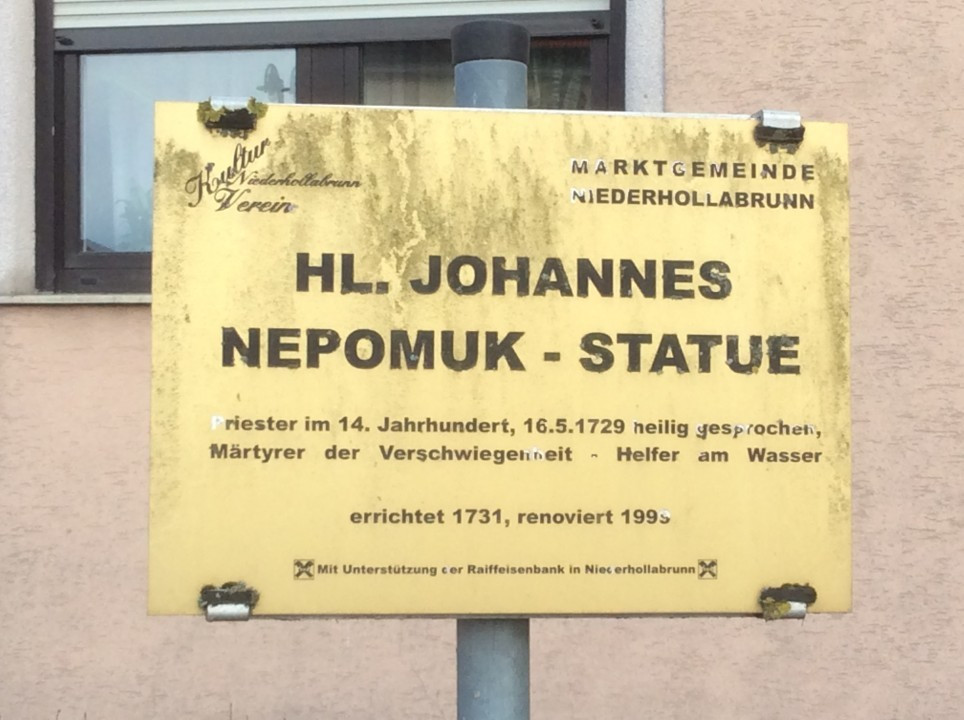 Kultur
Niederhollabrunn
Verein
MARKTGEMEINDE
NIEDERHOLLABRUNN
HL. JOHANNES
NEPOMUK - STATUE
Priester im 14. Jahrhundert, 16.5.1729 heilig gesprochen,
Märtyrer der Verschwiegenheit - Helfer am Wasser
errichtet 1731, renoviert 1999
Mit Unterstützung der Raiffeisenbank in Niederhollabrunn